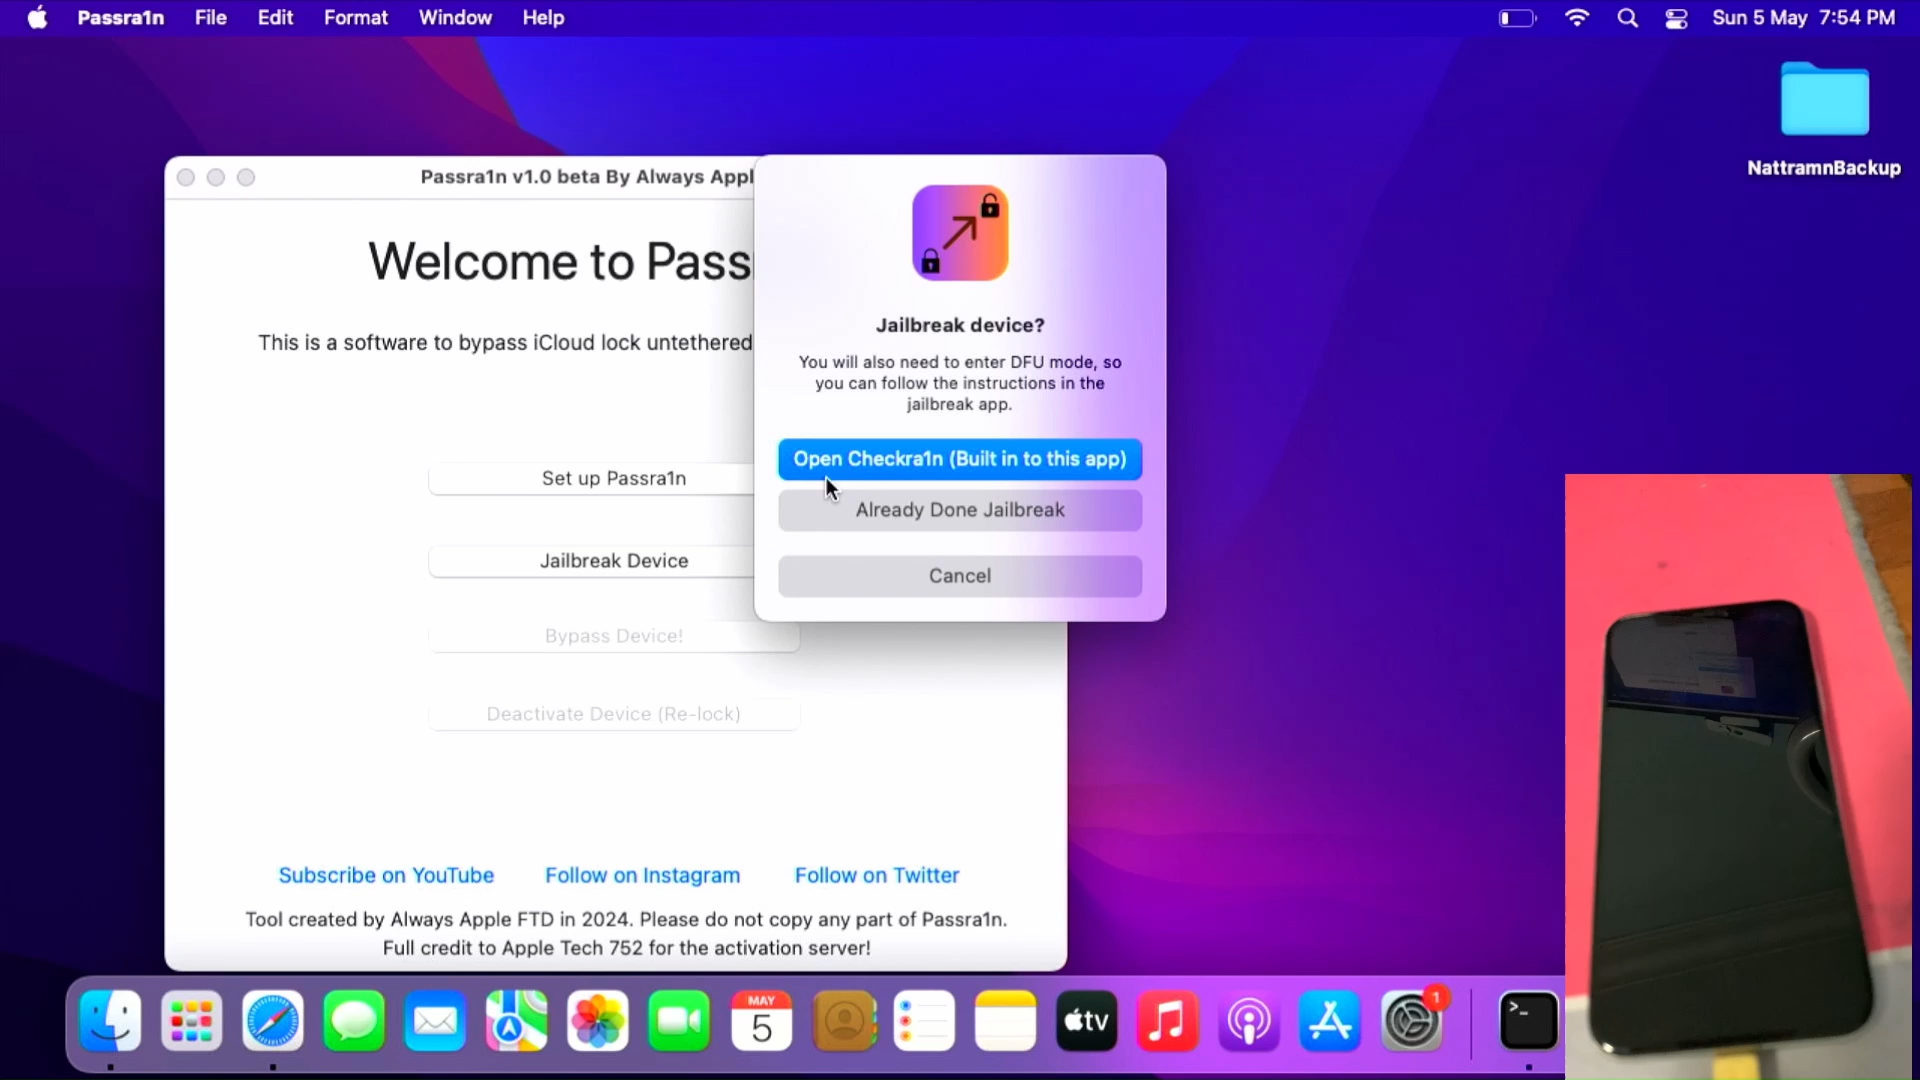 Passra1n File Edit Format Window Help
Sun 5 May 7:54 PM
NattramnBackup
Passra1n v1.0 beta By Always Appl
Welcome to Pass
This is a software to bypass iCloud lock untethered
Set up Passra1n
Jailbreak Device
Bypass Device!
Deactivate Device (Re-lock)
Subscribe on YouTube Follow on Instagram Follow on Twitter
Tool created by Always Apple FTD in 2024. Please do not copy any part of Passra1n.
Full credit to Apple Tech 752 for the activation server!
Jailbreak device?
You will also need to enter DFU mode, so
you can follow the instructions in the
jailbreak app.
Open Checkra1n (Built in to this app)
Already Done Jailbreak
Cancel
MAY
5
tv
1
>_